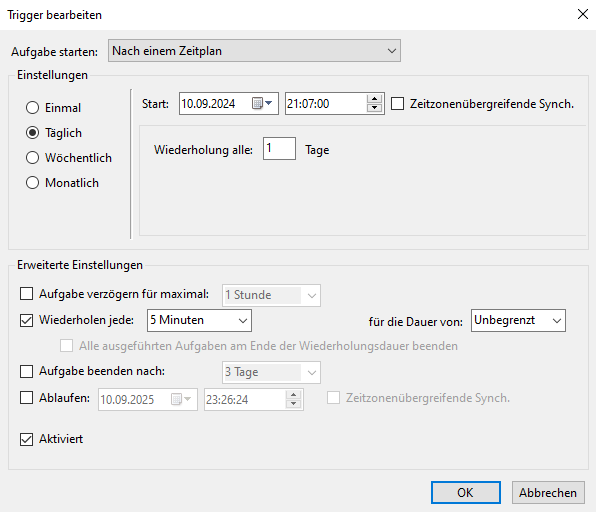 Trigger bearbeiten
Aufgabe starten: Nach einem Zeitplan
Einstellungen
Einmal
Täglich
Wöchentlich
Monatlich
Start: 10.09.2024 21:07:00 Zeitzonenübergreifende Synch.
Wiederholung alle: 1 Tage
Erweiterte Einstellungen
Aufgabe verzögern für maximal: 1 Stunde
Wiederholen jede: 5 Minuten für die Dauer von: Unbegrenzt
Alle ausgeführten Aufgaben am Ende der Wiederholungsdauer beenden
Aufgabe beenden nach: 3 Tage
Ablaufen: 10.09.2025 23:26:24 Zeitzonenübergreifende Synch.
Aktiviert
OK Abbrechen